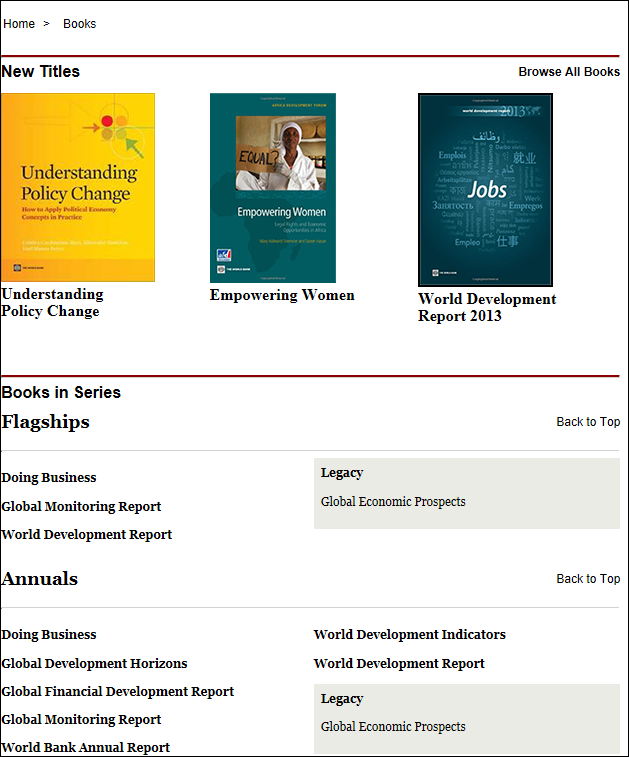 Home > Books
New Titles
Browse All Books
Understanding
Policy Change
How to Apply Political Economy
Concepts in Practice
THE WORLD BANK
AFRICA DEVELOPMENT FORUM
EQUAL?
Empowering Women
Legal Rights and Economic
Opportunities in Africa
THE WORLD BANK
world development report
2013
وظائف
Emplois
就业
Jobs
Work
Занятость
Empregos
Empleo
仕事
THE WORLD BANK
Understanding
Policy Change
Empowering Women
World Development
Report 2013
Books in Series
Flagships
Back to Top
Doing Business
Global Monitoring Report
World Development Report
Legacy
Global Economic Prospects
Annuals
Back to Top
Doing Business
Global Development Horizons
Global Financial Development Report
Global Monitoring Report
World Bank Annual Report
World Development Indicators
World Development Report
Legacy
Global Economic Prospects